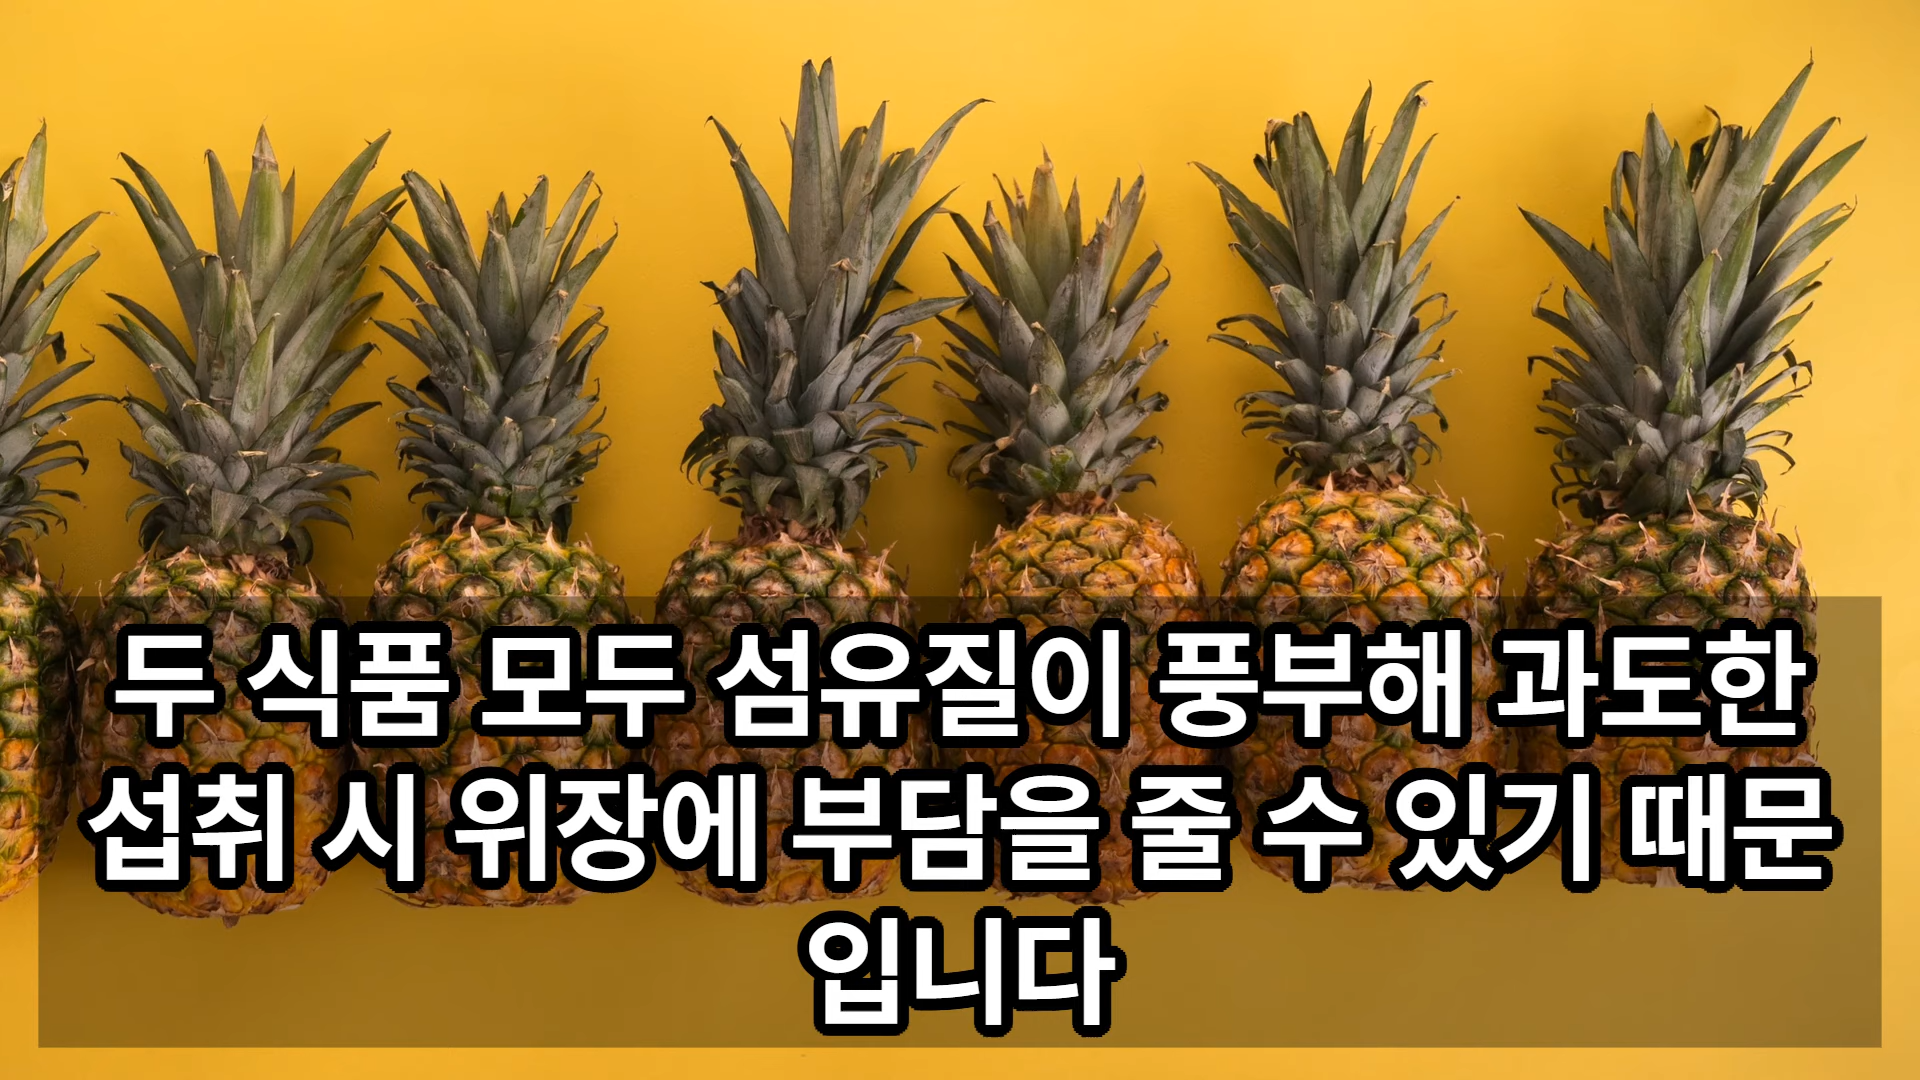 두 식품 모두 섬유질이 풍부해 과도한
섭취 시 위장에 부담을 줄 수 있기 때문
입니다